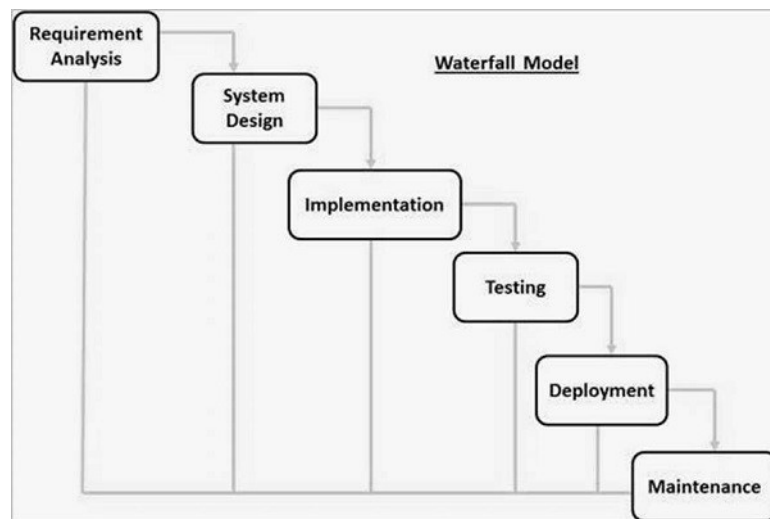 Requirement
Analysis
Waterfall Model
System
Design
Implementation
Testing
Deployment
Maintenance